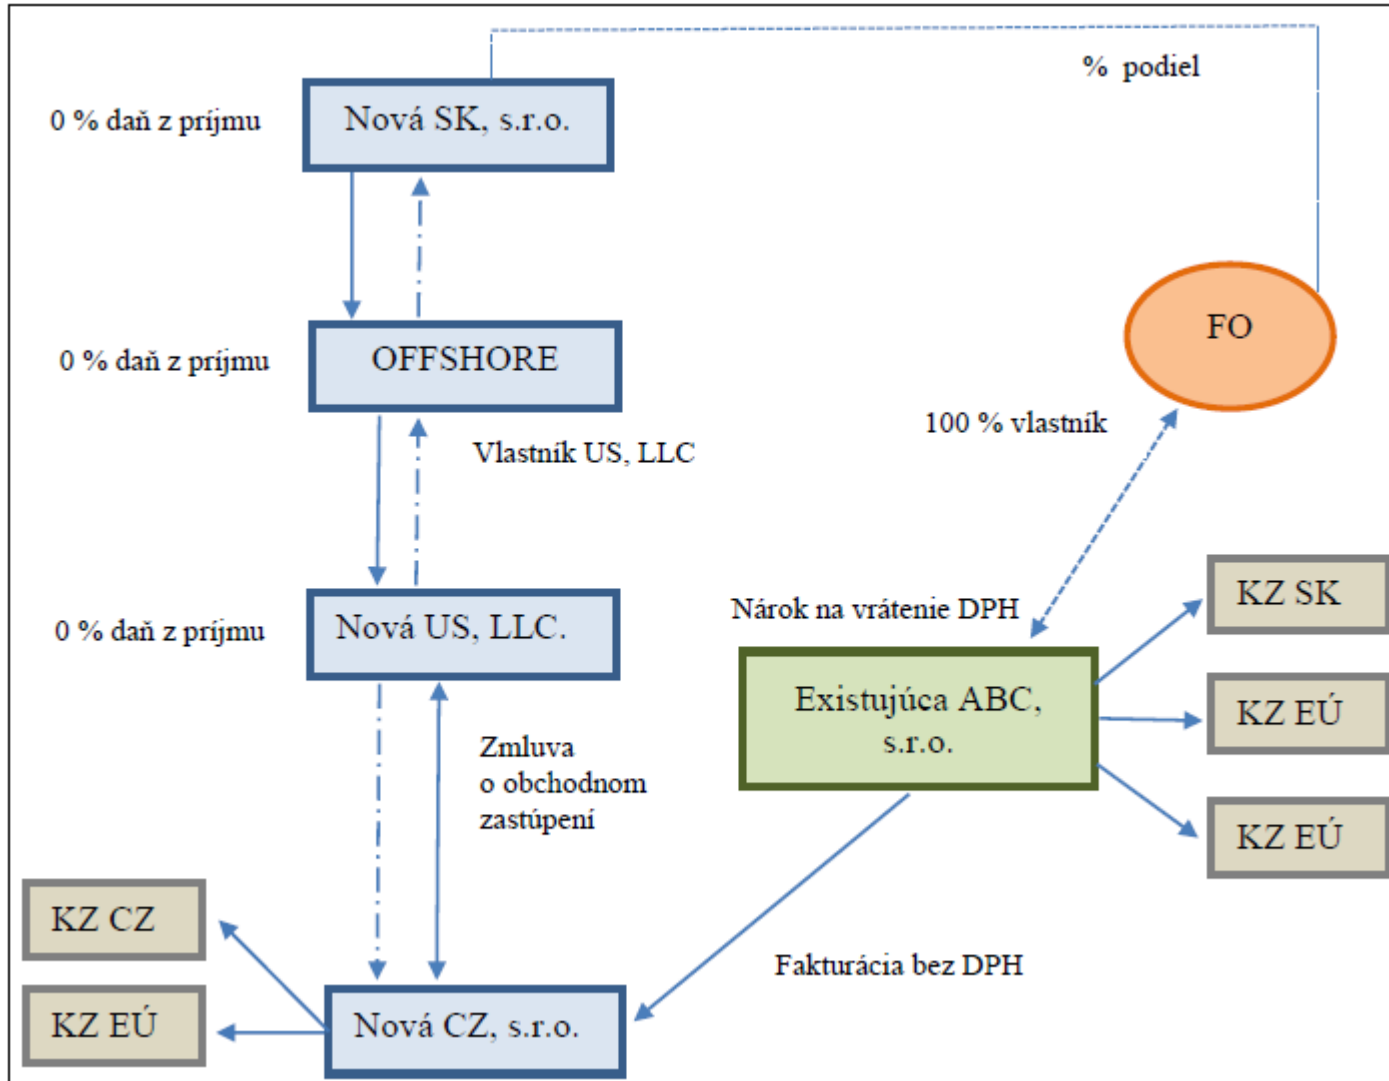 % podiel
0 % daň z príjmu
Nová SK, s.r.o.
FO
0 % daň z príjmu
OFFSHORE
100 % vlastník
Vlastník US, LLC
KZ SK
Nárok na vrátenie DPH
0 % daň z príjmu
Nová US, LLC.
Existujúca ABC,
s.r.o.
KZ EÚ
Zmluva
o obchodnom
zastúpení
KZ EÚ
KZ CZ
Fakturácia bez DPH
KZ EÚ
Nová CZ, s.r.o.